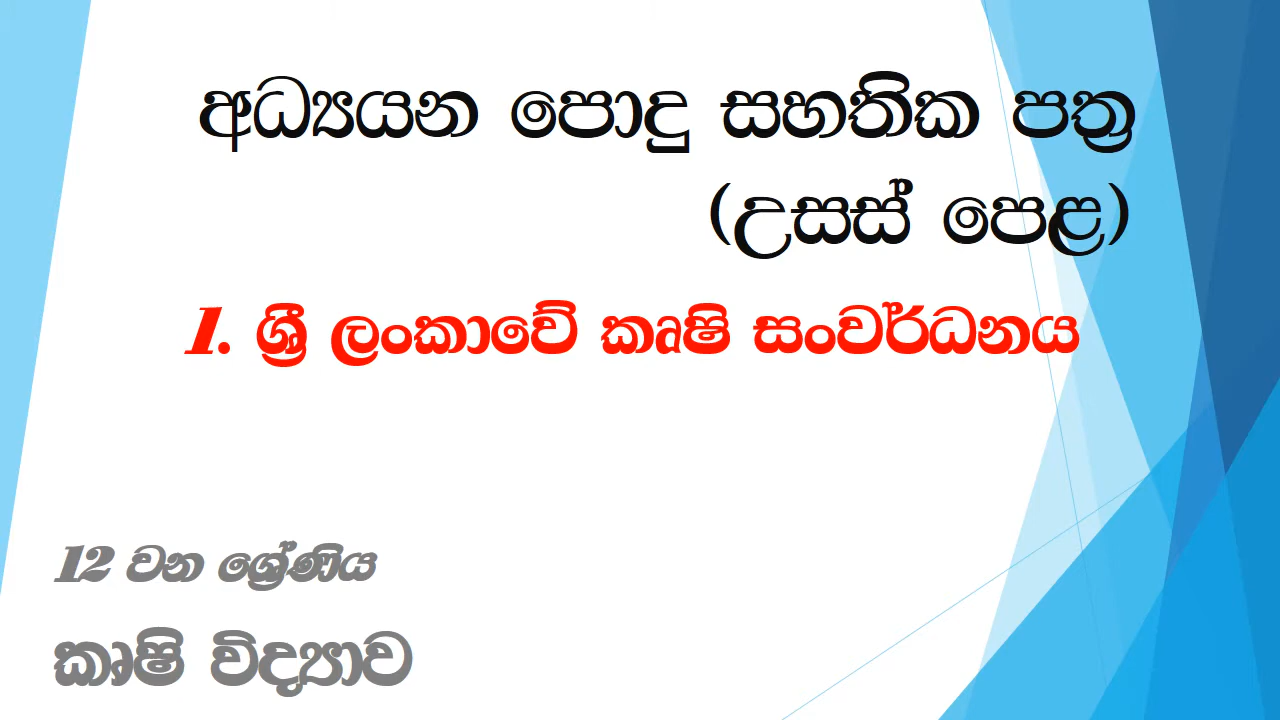 අධ්‍යයන පොදු සහතික පත්‍ර
(උසස් පෙළ)
1. ශ්‍රී ලංකාවේ කෘෂි සංවර්ධනය
12 වන ශ්‍රේණිය
කෘෂි විද්‍යාව